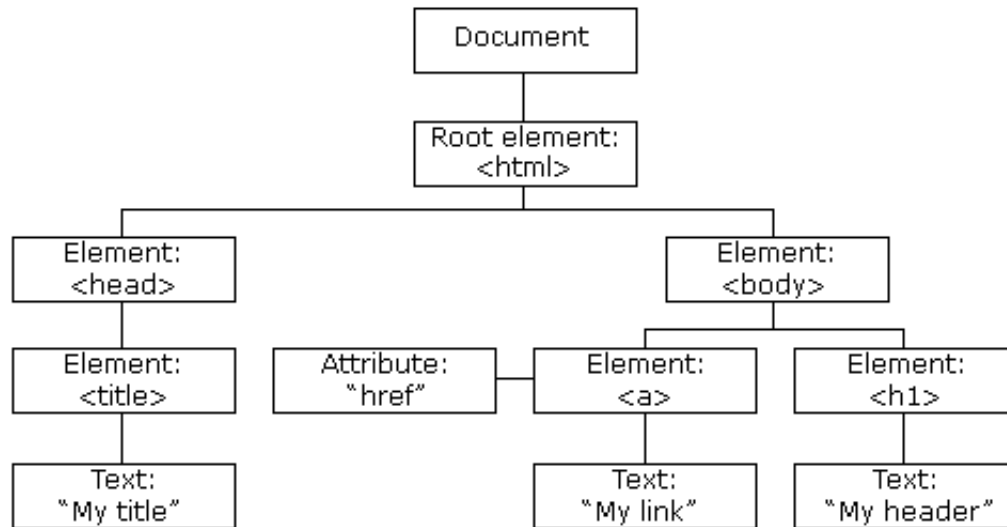 Document
Root element:
<html>
Element:
<head>
Element:
<body>
Element:
<title>
Attribute:
“href”
Element:
<a>
Element:
<h1>
Text:
“My title”
Text:
“My link”
Text:
“My header”